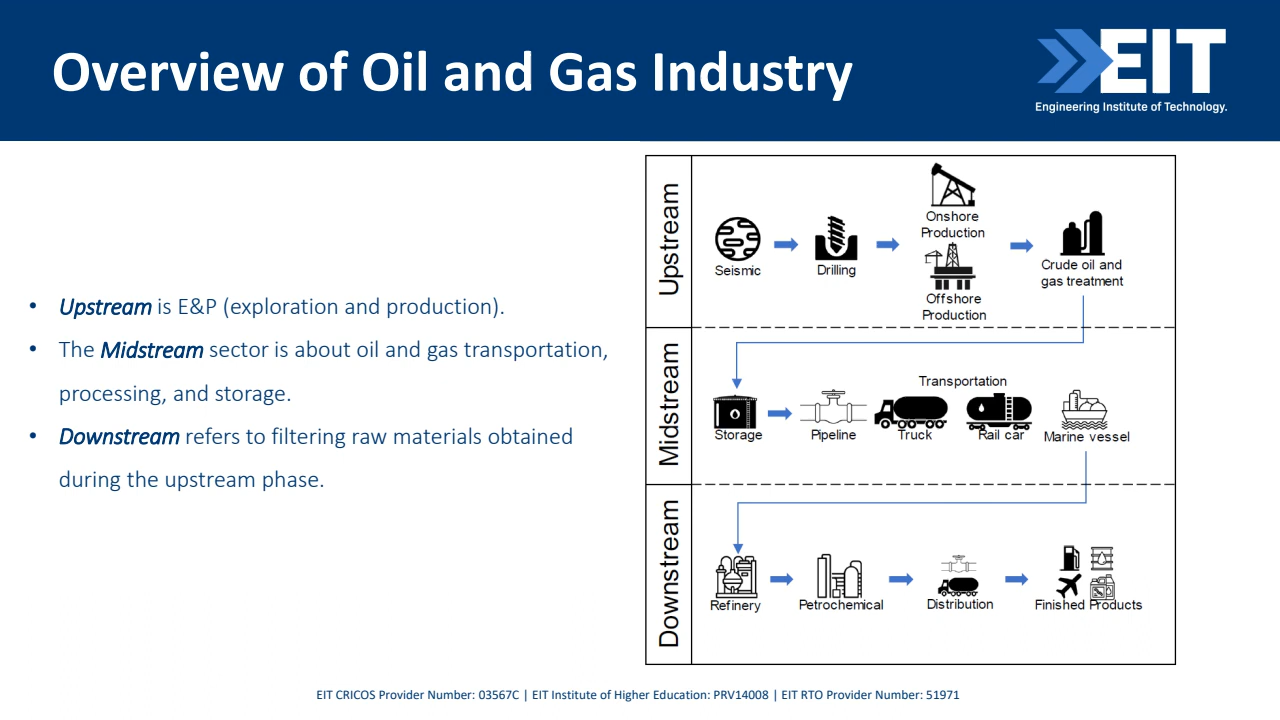 Overview of Oil and Gas Industry
EIT
Engineering Institute of Technology.
• Upstream is E&P (exploration and production).
• The Midstream sector is about oil and gas transportation,
processing, and storage.
• Downstream refers to filtering raw materials obtained
during the upstream phase.
Upstream
Seismic
Drilling
Onshore
Production
Offshore
Production
Crude oil and
gas treatment
Midstream
Storage
Transportation
Pipeline
Truck
Rail car
Marine vessel
Downstream
Refinery
Petrochemical
Distribution
Finished Products
EIT CRICOS Provider Number: 03567C | EIT Institute of Higher Education: PRV14008 | EIT RTO Provider Number: 51971